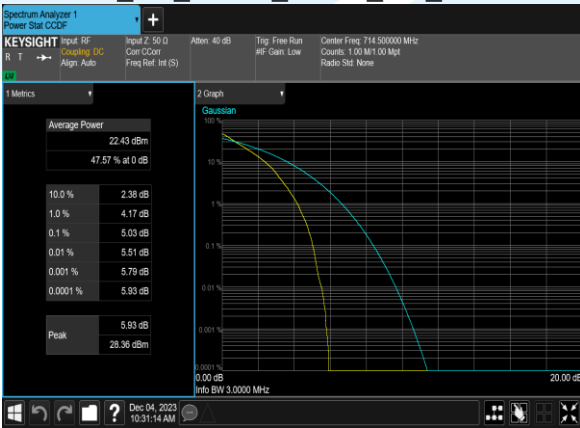 Spectrum Analyzer 1
Power Stat CCDF
+
KEYSIGHT
R T
LW
Input: RF
Coupling: DC
Align: Auto
Input Z: 50 Ω
Corr CCorr
Freq Ref: Int (S)
Atten: 40 dB
Trig: Free Run
#IF Gain: Low
Center Freq: 714.500000 MHz
Counts: 1.00 M/1.00 Mpt
Radio Std: None
1 Metrics
Average Power
22.43 dBm
47.57 % at 0 dB
10.0 % 2.38 dB
1.0 % 4.17 dB
0.1 % 5.03 dB
0.01 % 5.51 dB
0.001 % 5.79 dB
0.0001 % 5.93 dB
Peak
5.93 dB
28.36 dBm
2 Graph
Gaussian
100 %
10 %
1 %
0.1 %
0.01 %
0.001 %
0.0001 %
0.00 dB
20.00 dB
Info BW 3.0000 MHz
?
Dec 04, 2023
10:31:14 AM